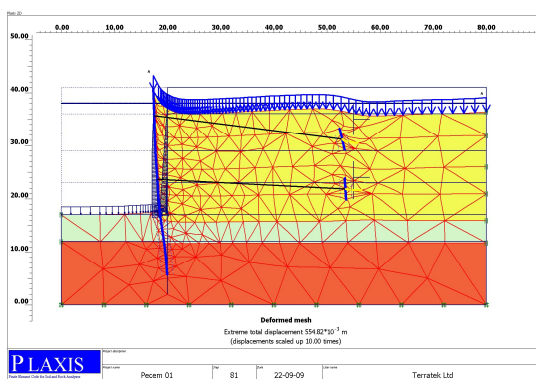 Plaxis 2D
0.00 10.00 20.00 30.00 40.00 50.00 60.00 70.00 80.00
50.00
40.00
30.00
20.00
10.00
0.00
A
A
Deformed mesh
Extreme total displacement 554.82*10⁻³ m
(displacements scaled up 10.00 times)
PLAXIS
Finite Element Code for Soil and Rock Analyses
Project description
Project name
Step
Date
User name
Pecem 01 81 22-09-09 Terratek Ltd